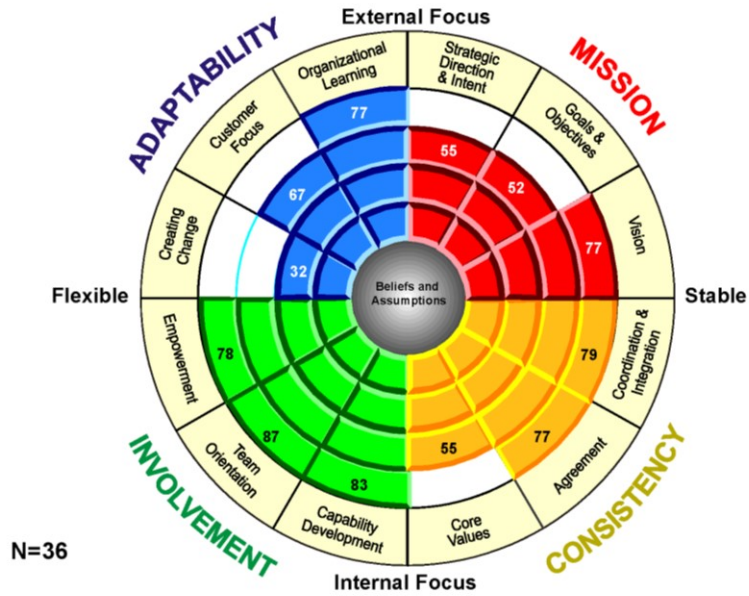 External Focus
ADAPTABILITY
MISSION
Organizational
Learning
Strategic
Direction
& Intent
Customer
Focus
Goals &
Objectives
Creating
Change
Vision
77
55
67
52
32
77
Beliefs and
Assumptions
Flexible
Stable
Empowerment
Coordination &
Integration
78
79
87
77
83
55
Team
Orientation
Agreement
Capability
Development
Core
Values
INVOLVEMENT
CONSISTENCY
N=36
Internal Focus